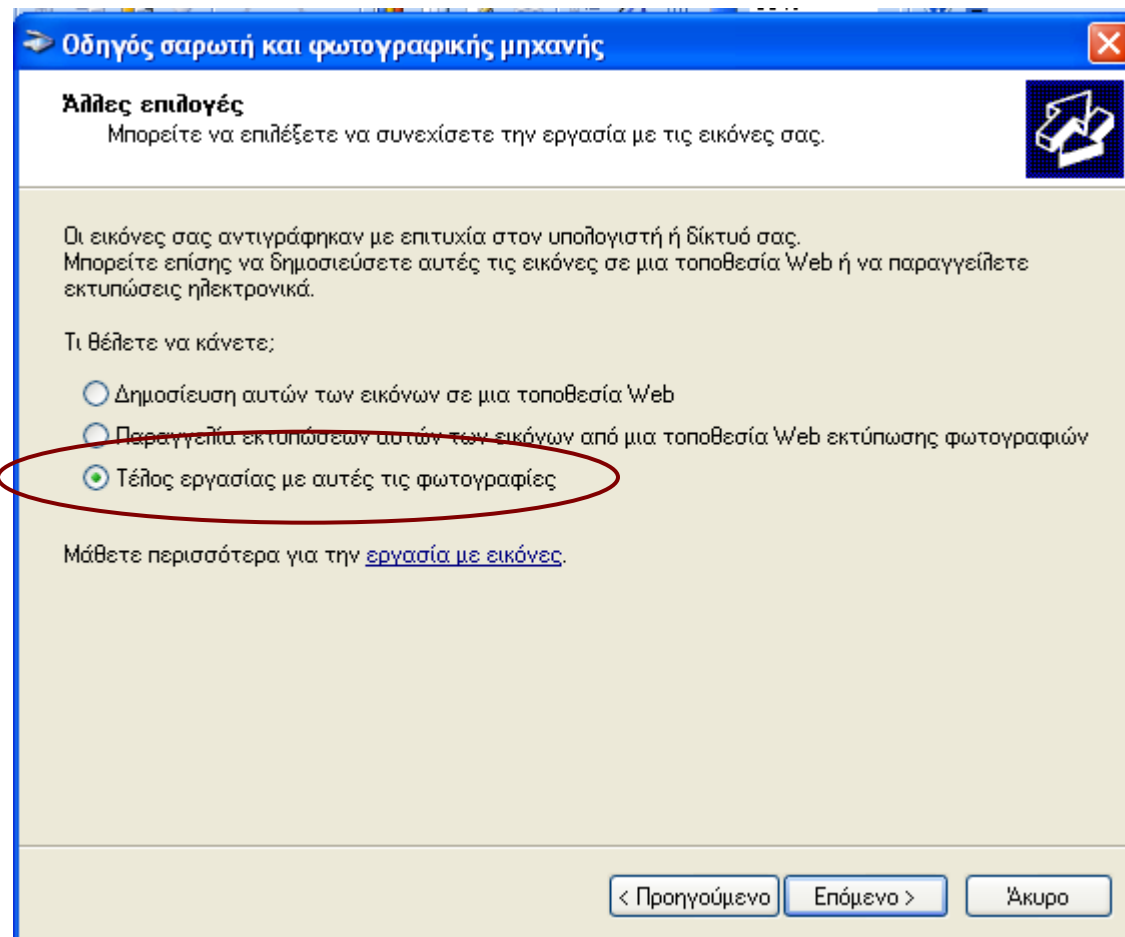 Οδηγός σαρωτή και φωτογραφικής μηχανής
Άλλες επιλογές
Μπορείτε να επιλέξετε να συνεχίσετε την εργασία με τις εικόνες σας.
Οι εικόνες σας αντιγράφηκαν με επιτυχία στον υπολογιστή ή δίκτυό σας.
Μπορείτε επίσης να δημοσιεύσετε αυτές τις εικόνες σε μια τοποθεσία Web ή να παραγγείλετε
εκτυπώσεις ηλεκτρονικά.
Τι θέλετε να κάνετε;
Δημοσίευση αυτών των εικόνων σε μια τοποθεσία Web
Παραγγελία εκτυπώσεων αυτών των εικόνων από μια τοποθεσία Web εκτύπωσης φωτογραφιών
Τέλος εργασίας με αυτές τις φωτογραφίες
Μάθετε περισσότερα για την εργασία με εικόνες.
< Προηγούμενο Επόμενο > Άκυρο